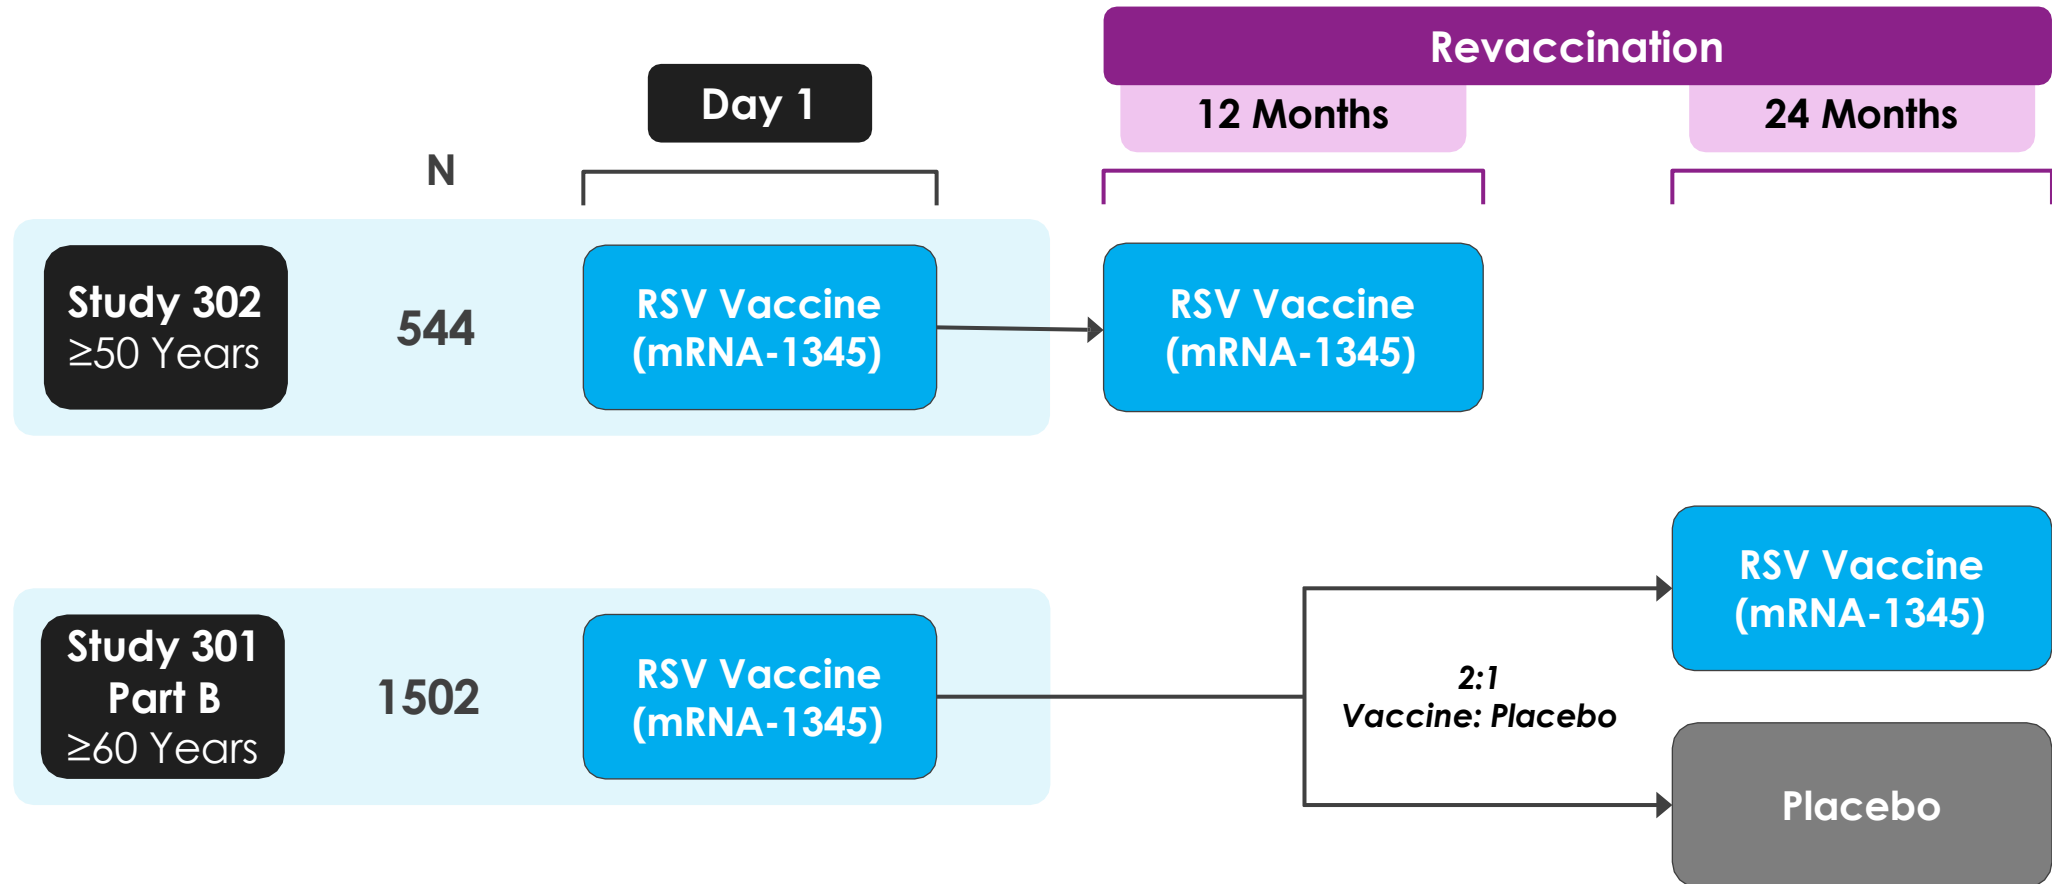 Revaccination
Day 1
12 Months
24 Months
N
Study 302
≥50 Years
544
RSV Vaccine
(mRNA-1345)
RSV Vaccine
(mRNA-1345)
Study 301
Part B
≥60 Years
1502
RSV Vaccine
(mRNA-1345)
2:1
Vaccine: Placebo
RSV Vaccine
(mRNA-1345)
Placebo